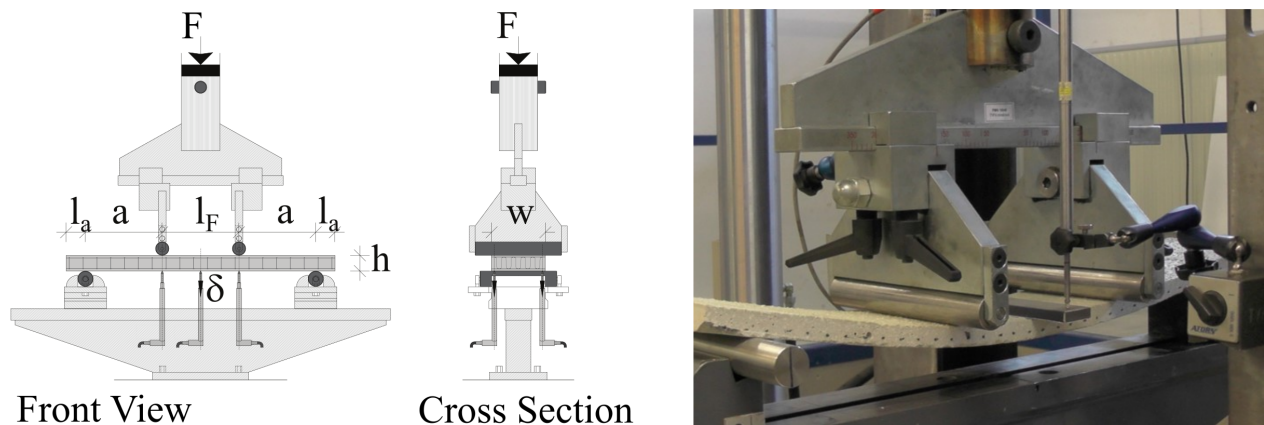 F
l_a a l_F a l_a
h
δ
Front View
F
w
Cross Section